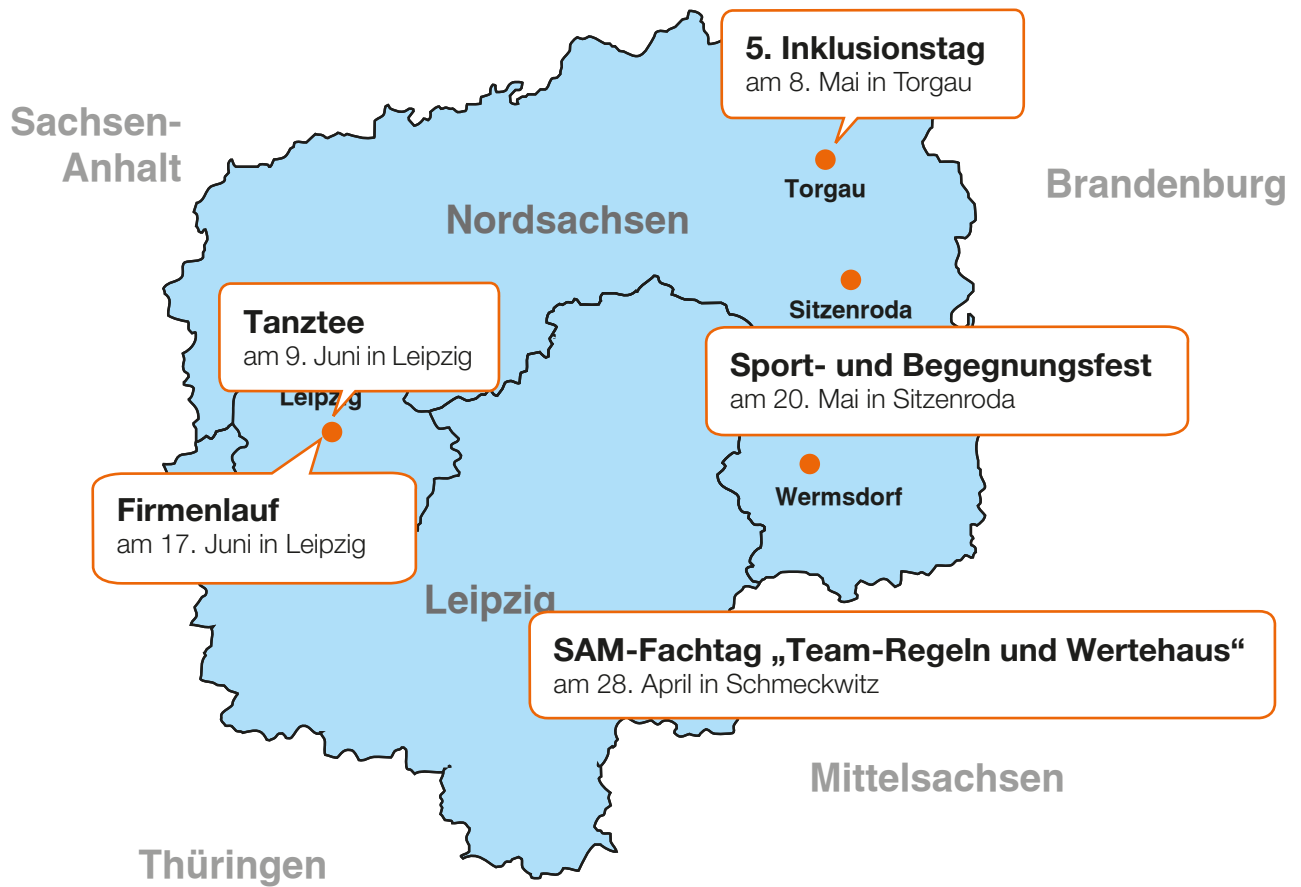 5. Inklusionstag
am 8. Mai in Torgau
Sachsen-
Anhalt
Brandenburg
Torgau
Nordsachsen
Sitzenroda
Tanztee
am 9. Juni in Leipzig
Sport- und Begegnungsfest
am 20. Mai in Sitzenroda
Leipzig
Wermsdorf
Firmenlauf
am 17. Juni in Leipzig
Leipzig
SAM-Fachtag „Team-Regeln und Wertehaus“
am 28. April in Schmeckwitz
Mittelsachsen
Thüringen